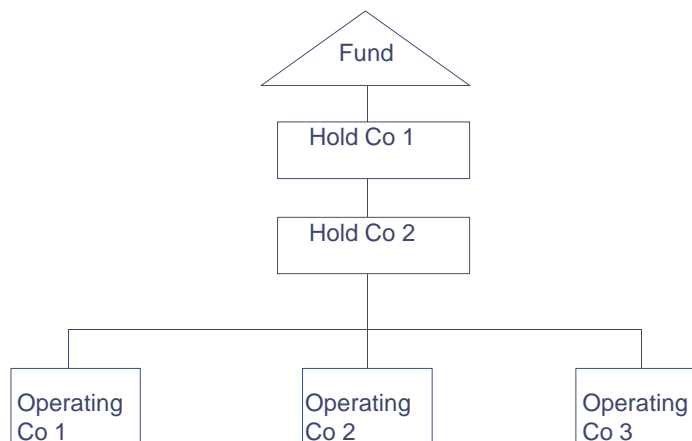 Fund
Hold Co 1
Hold Co 2
Operating
Co 1
Operating
Co 2
Operating
Co 3